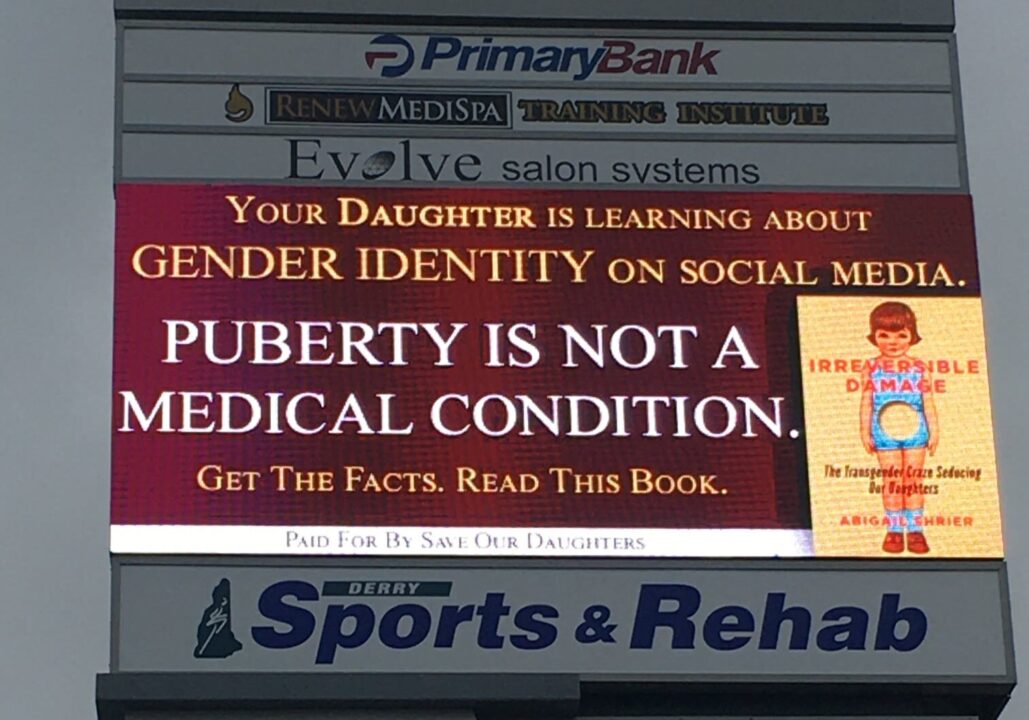 PrimaryBank
RENEWMEDISPA TRAINING INSTITUTE
Evolve salon systems
YOUR DAUGHTER IS LEARNING ABOUT
GENDER IDENTITY ON SOCIAL MEDIA.
PUBERTY IS NOT A
MEDICAL CONDITION.
GET THE FACTS. READ THIS BOOK.
PAID FOR BY SAVE OUR DAUGHTERS
IRREVERSIBLE
DAMAGE
The Transgender Craze Seducing
Our Daughters
ABIGAIL SHRIER
DERRY
Sports & Rehab